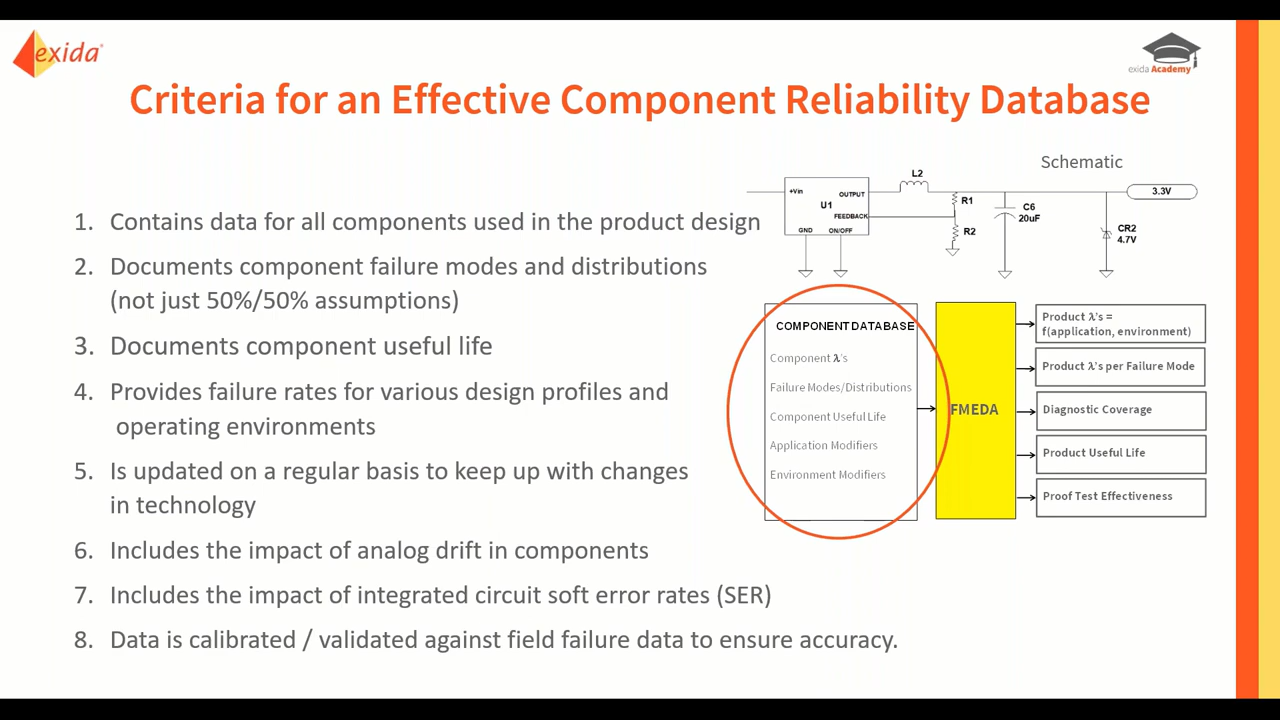 exida
exida Academy
Criteria for an Effective Component Reliability Database
1. Contains data for all components used in the product design
2. Documents component failure modes and distributions
(not just 50%/50% assumptions)
3. Documents component useful life
4. Provides failure rates for various design profiles and
operating environments
5. Is updated on a regular basis to keep up with changes
in technology
6. Includes the impact of analog drift in components
7. Includes the impact of integrated circuit soft error rates (SER)
8. Data is calibrated / validated against field failure data to ensure accuracy.
Schematic
+Vin
OUTPUT
U1
FEEDBACK
GND
ON/OFF
L2
R1
R2
C6
20uF
CR2
4.7V
3.3V
COMPONENT DATABASE
Component λ's
Failure Modes/Distributions
Component Useful Life
Application Modifiers
Environment Modifiers
FMEDA
Product λ's =
f(application, environment)
Product λ's per Failure Mode
Diagnostic Coverage
Product Useful Life
Proof Test Effectiveness